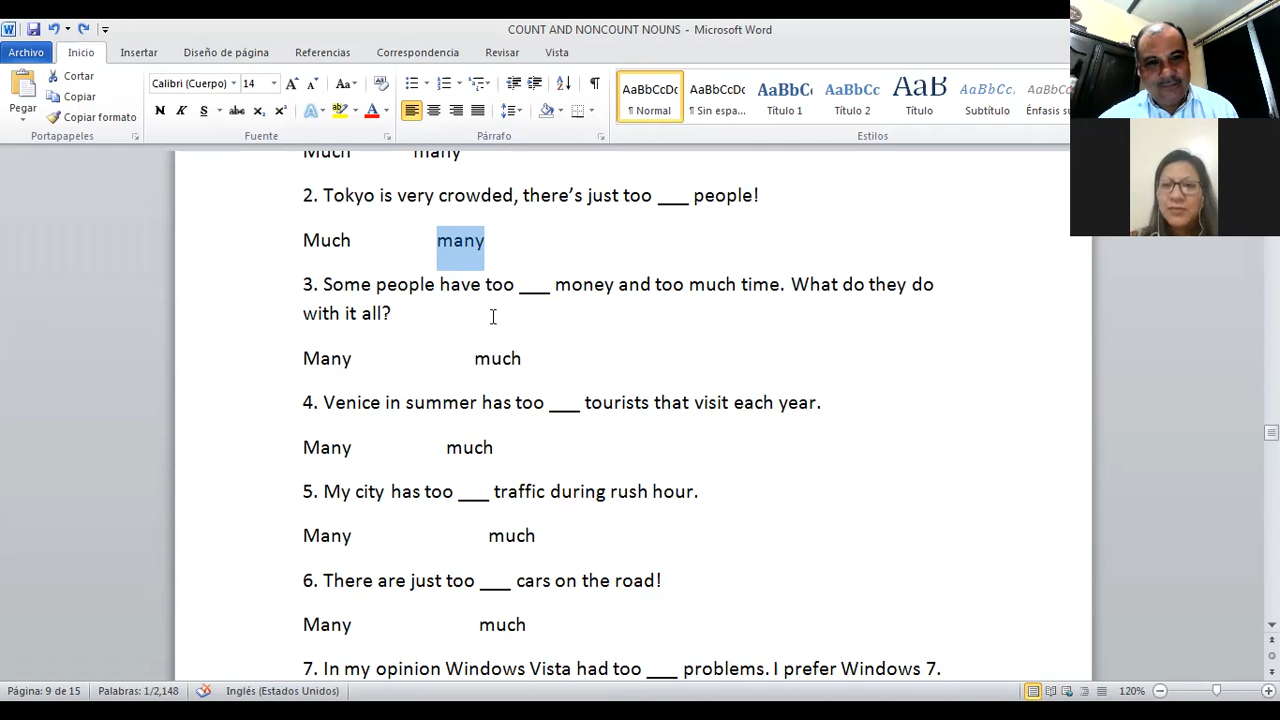 COUNT AND NONCOUNT NOUNS - Microsoft Word
Archivo Inicio Insertar Diseño de página Referencias Correspondencia Revisar Vista
Pegar
Cortar
Copiar
Copiar formato
Portapapeles
Calibri (Cuerpo) 14
Fuente
Párrafo
AaBbCcDc AaBbCcDc AaBbC AaBbCc AaB AaBbCc. AaBbCc
¶ Normal ¶ Sin espa... Título 1 Título 2 Título Subtítulo Énfasis su
Estilos
Much many
2. Tokyo is very crowded, there’s just too ___ people!
Much many
3. Some people have too ___ money and too much time. What do they do
with it all?
Many much
4. Venice in summer has too ___ tourists that visit each year.
Many much
5. My city has too ___ traffic during rush hour.
Many much
6. There are just too ___ cars on the road!
Many much
7. In my opinion Windows Vista had too ___ problems. I prefer Windows 7.
Página: 9 de 15 Palabras: 1/2,148 Inglés (Estados Unidos) 120%